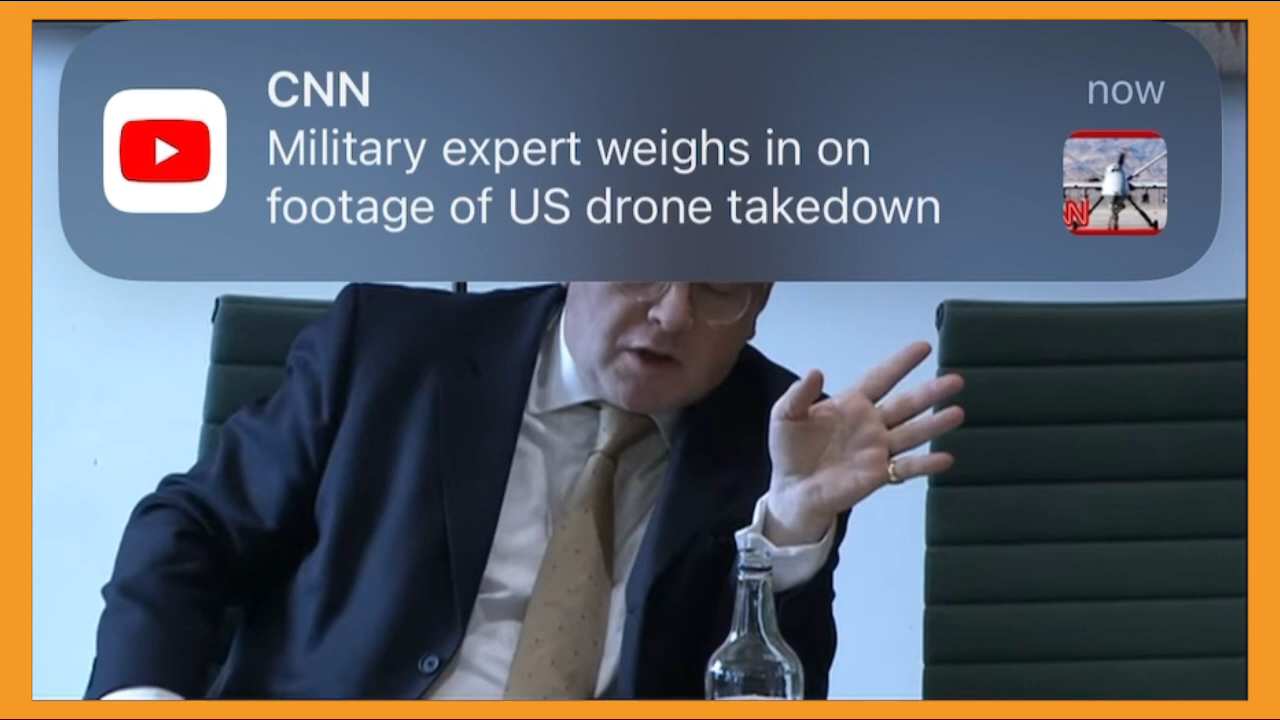 CNN
now
Military expert weighs in on
footage of US drone takedown
N